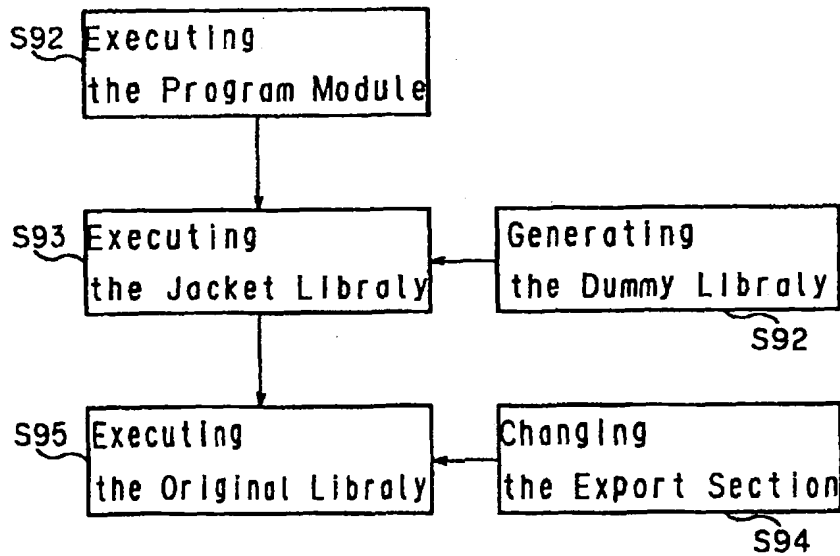 S92
Executing
the Program Module
S93
Executing
the Jacket Libraly
Generating
the Dummy Libraly
S92
S95
Executing
the Original Libraly
Changing
the Export Section
S94